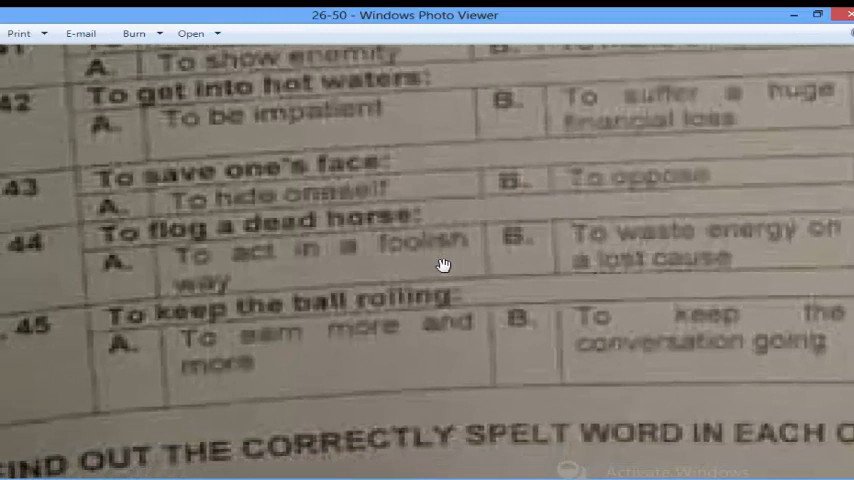 26-50 - Windows Photo Viewer
Print E-mail Burn Open
A. To show enemity B.
42 To get into hot waters:
A. To be impatient B. To suffer a huge
financial loss
43 To save one's face:
A. To hide oneself B. To oppose
44 To flog a dead horse:
A. To act in a foolish B. To waste energy on
way a lost cause
45 To keep the ball rolling:
A. To earn more and B. To keep the
more conversation going
FIND OUT THE CORRECTLY SPELT WORD IN EACH
Activate Windows